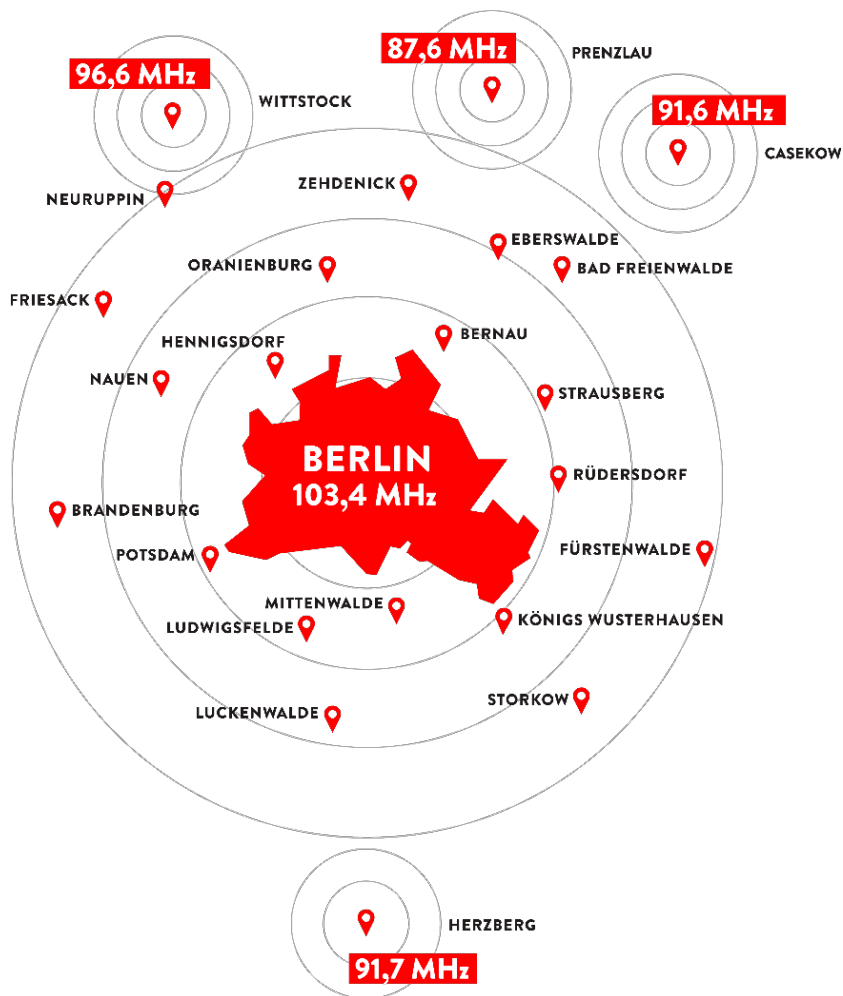 87,6 MHz
PRENZLAU
96,6 MHz
WITTSTOCK
91,6 MHz
CASEKOW
ZEHDENICK
NEURUPPIN
EBERSWALDE
ORANIENBURG
BAD FREIENWALDE
FRIESACK
BERNAU
HENNIGSDORF
NAUEN
STRAUSBERG
BERLIN
103,4 MHz
RÜDERSDORF
BRANDENBURG
POTSDAM
FÜRSTENWALDE
MITTENWALDE
LUDWIGSFELDE
KÖNIGS WUSTERHAUSEN
STORKOW
LUCKENWALDE
HERZBERG
91,7 MHz